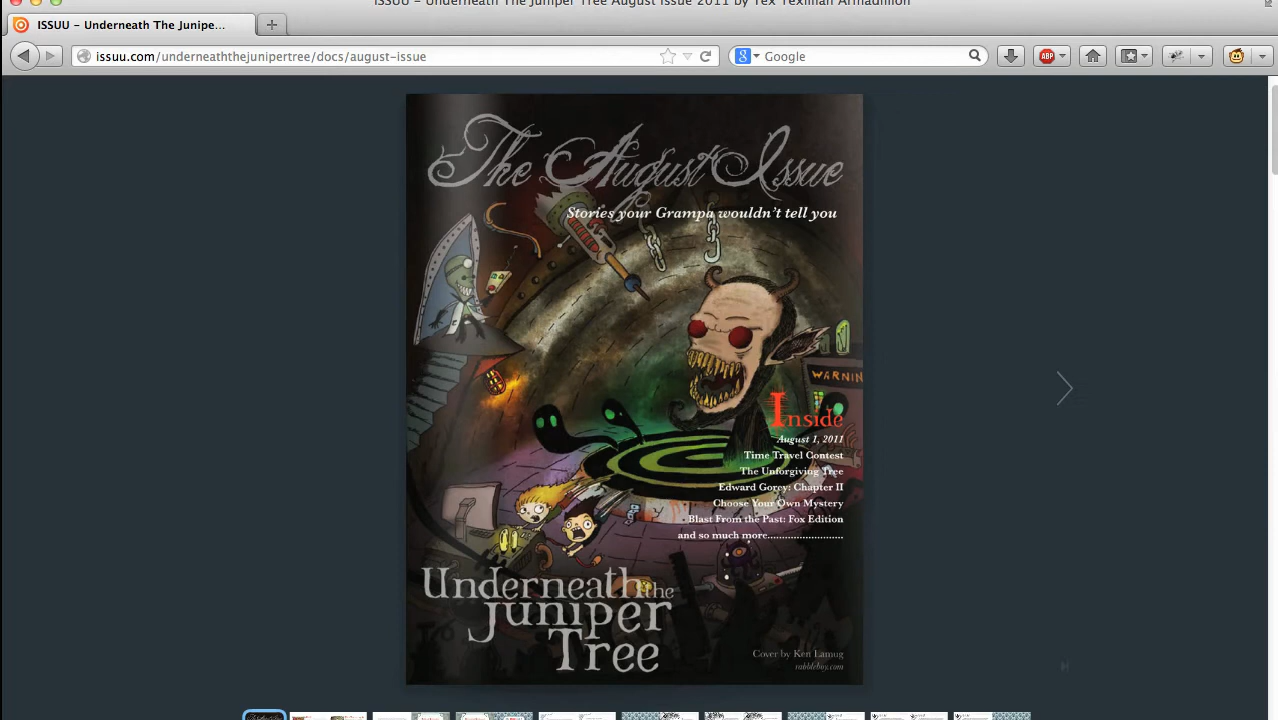 ISSUU - Underneath The Juniper Tree August Issue 2011 by Tex Teximan Armadillon
ISSUU - Underneath The Junipe...
issuu.com/underneaththejunipertree/docs/august-issue
Google
ABP
The August Issue
Stories your Grampa wouldn't tell you
WARNIN
Inside
August 1, 2011
Time Travel Contest
The Unforgiving Tree
Edward Gorey: Chapter II
Choose Your Own Mystery
Blast From the Past: Fox Edition
and so much more..........................
Underneath the
Juniper
Tree
Cover by Ken Lamug
rabbleboy.com